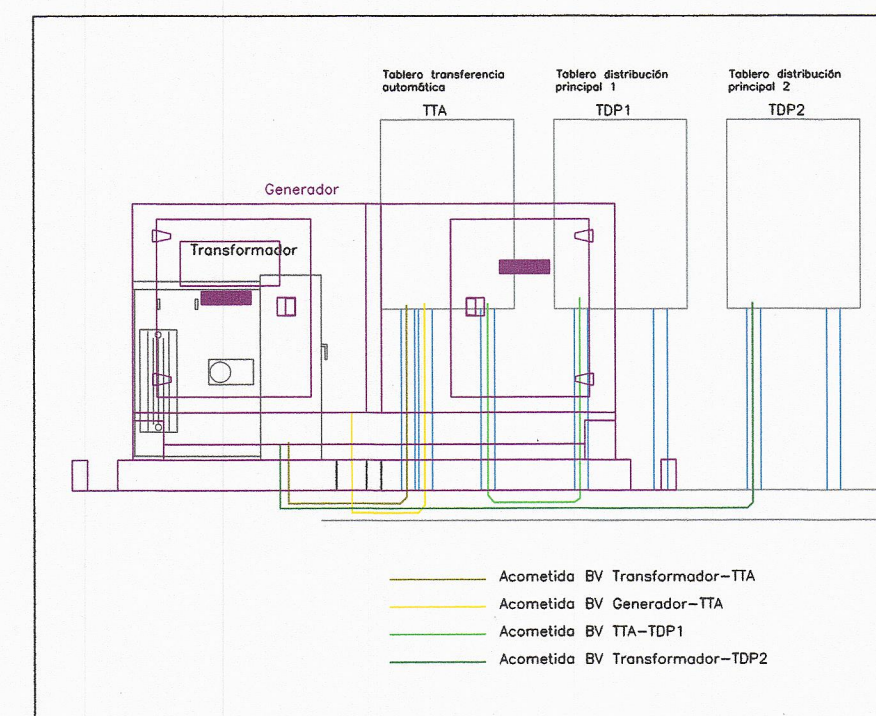 Tablero transferencia
automática
TTA
Tablero distribución
principal 1
TDP1
Tablero distribución
principal 2
TDP2
Generador
Transformador
Acometida BV Transformador-TTA
Acometida BV Generador-TTA
Acometida BV TTA-TDP1
Acometida BV Transformador-TDP2